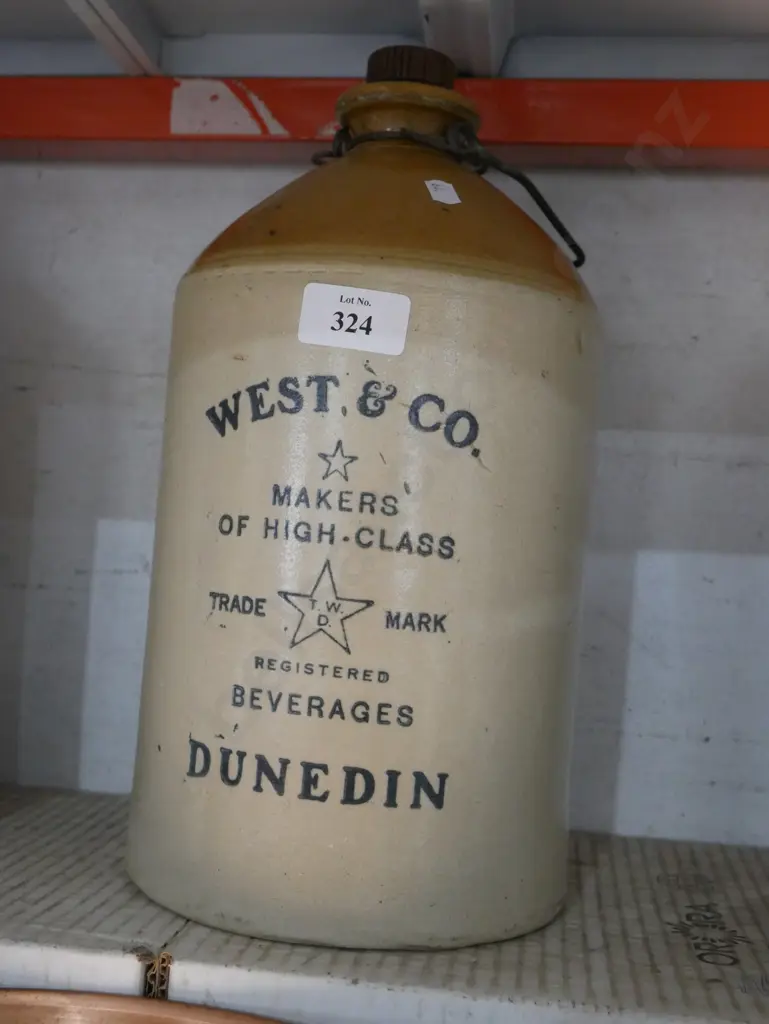 Lot No.
324
WEST. & CO.
MAKERS
OF HIGH-CLASS
TRADE T. W. D. MARK
REGISTERED
BEVERAGES
DUNEDIN